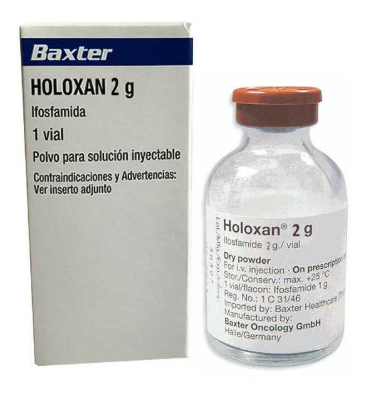 Baxter
HOLOXAN 2 g
Ifosfamida
1 vial
Polvo para solución inyectable
Contraindicaciones y Advertencias:
Ver inserto adjunto
Holoxan® 2 g
Ifosfamide 2 g./ vial
Dry powder
For i.v. injection · On prescription
Stor./Conserv.: max. +25 °C
1 vial/flacon: Ifosfamide 1g
Reg. No.: 1 C 31/46
Imported by: Baxter Healthcare
Manufactured by:
Baxter Oncology GmbH
Halle/Germany